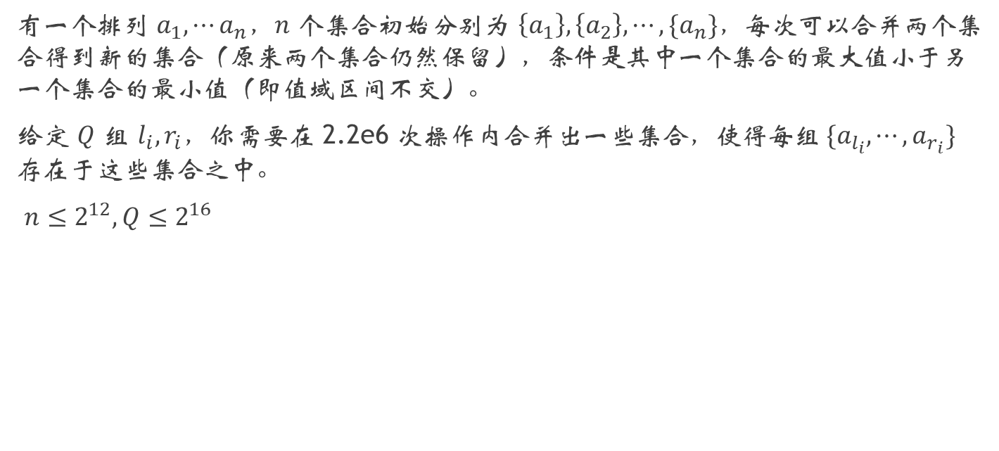 有一个排列 $a_1,\cdots a_n$，$n$ 个集合初始分别为 $\{a_1\},\{a_2\},\cdots,\{a_n\}$，每次可以合并两个集
合得到新的集合（原来两个集合仍然保留），条件是其中一个集合的最大值小于另
一个集合的最小值（即值域区间不交）。
给定 $Q$ 组 $l_i,r_i$，你需要在 2.2e6 次操作内合并出一些集合，使得每组 $\{a_{l_i},\cdots,a_{r_i}\}$
存在于这些集合之中。
$n \leq 2^{12},Q \leq 2^{16}$